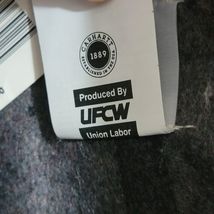 CARHARTT
1889
ESTABLISHED IN THE USA
Produced By
UFCW
Union Labor